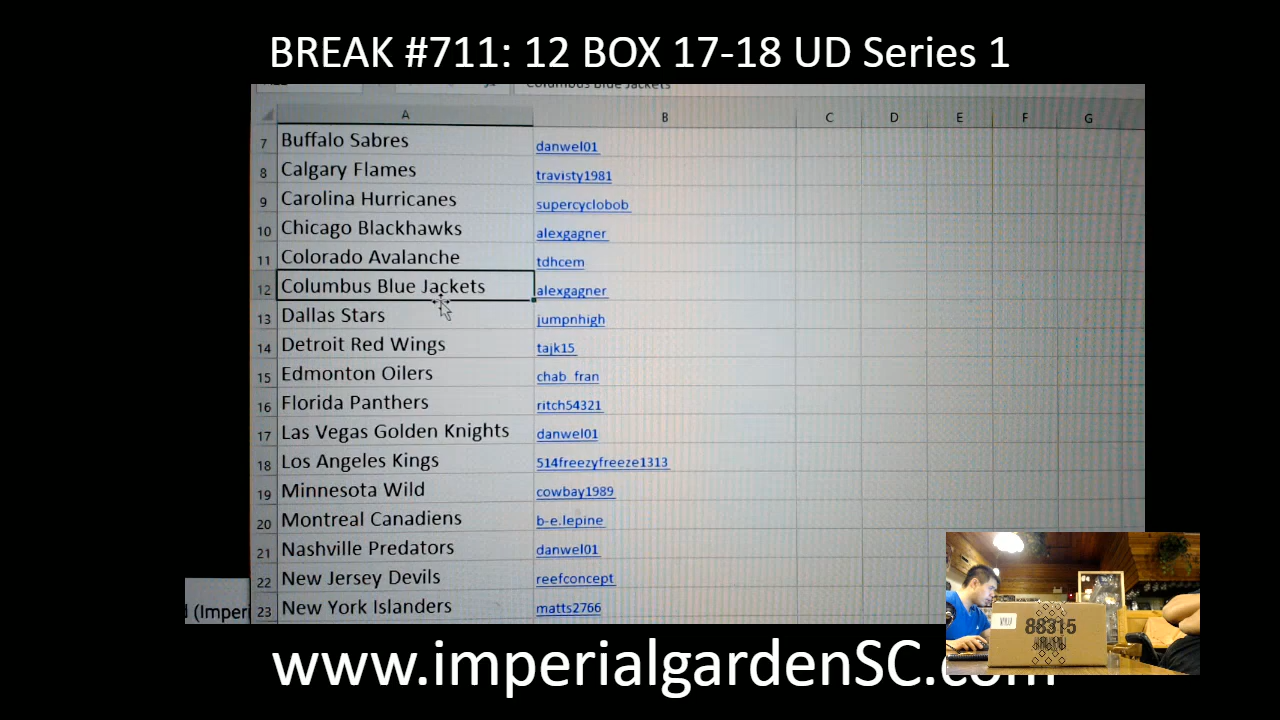 BREAK #711: 12 BOX 17-18 UD Series 1
Columbus Blue Jackets
A B C D E F G
7 Buffalo Sabres danwel01
8 Calgary Flames travisty1981
9 Carolina Hurricanes supercyclobob
10 Chicago Blackhawks alexgagner
11 Colorado Avalanche tdhcem
12 Columbus Blue Jackets alexgagner
13 Dallas Stars jumpnhigh
14 Detroit Red Wings tajk15
15 Edmonton Oilers chab_fran
16 Florida Panthers ritch54321
17 Las Vegas Golden Knights danwel01
18 Los Angeles Kings 514freezyfreeze1313
19 Minnesota Wild cowbay1989
20 Montreal Canadiens b-e.lepine
21 Nashville Predators danwel01
22 New Jersey Devils reefconcept
23 New York Islanders matts2766
(Imperi
88315
www.imperialgardenSC.com